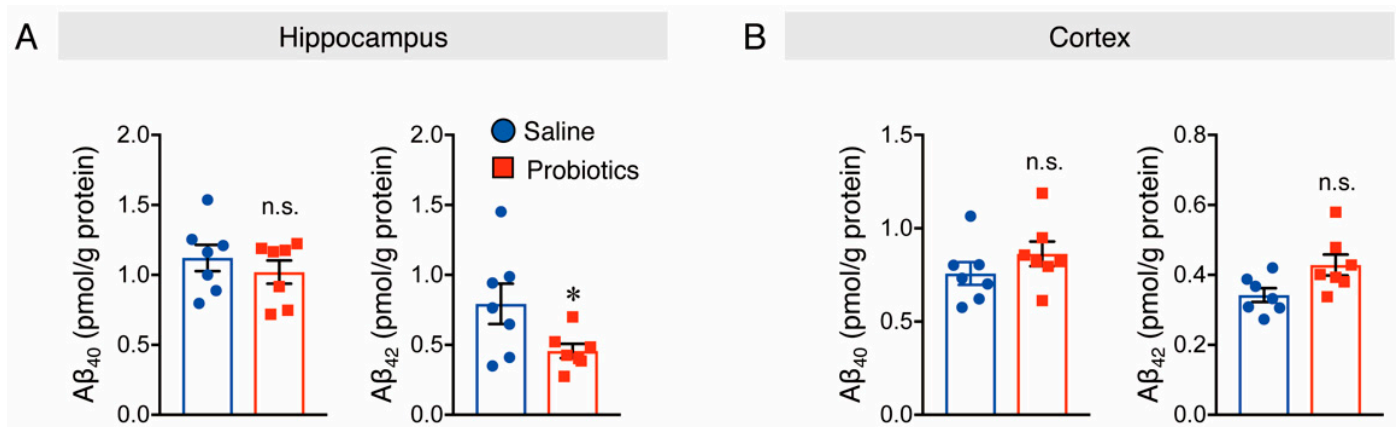 A
Hippocampus
Aβ₄₀ (pmol/g protein)
2.0
1.5
1.0
0.5
0.0
n.s.
Aβ₄₂ (pmol/g protein)
2.0
1.5
1.0
0.5
0.0
Saline
Probiotics
*
B
Cortex
Aβ₄₀ (pmol/g protein)
1.5
1.0
0.5
0.0
n.s.
Aβ₄₂ (pmol/g protein)
0.8
0.6
0.4
0.2
0.0
n.s.